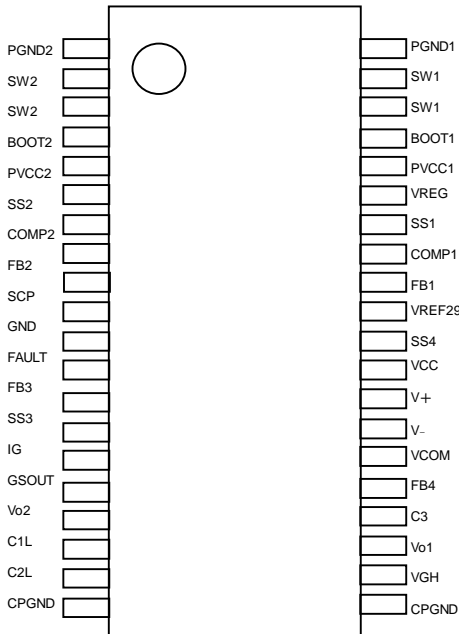 PGND2 PGND1
SW2 SW1
SW2 SW1
BOOT2 BOOT1
PVCC2 PVCC1
SS2 VREG
COMP2 SS1
FB2 COMP1
SCP FB1
GND VREF29
FAULT SS4
FB3 VCC
SS3 V+
IG V-
GSOUT VCOM
Vo2 FB4
C1L C3
C2L Vo1
CPGND VGH
CPGND